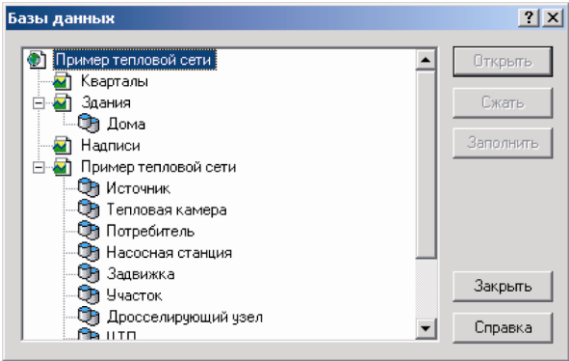 Базы данных
Пример тепловой сети
Кварталы
Здания
Дома
Надписи
Пример тепловой сети
Источник
Тепловая камера
Потребитель
Насосная станция
Задвижка
Участок
Дросселирующий узел
ЦТП
Открыть
Сжать
Заполнить
Закрыть
Справка